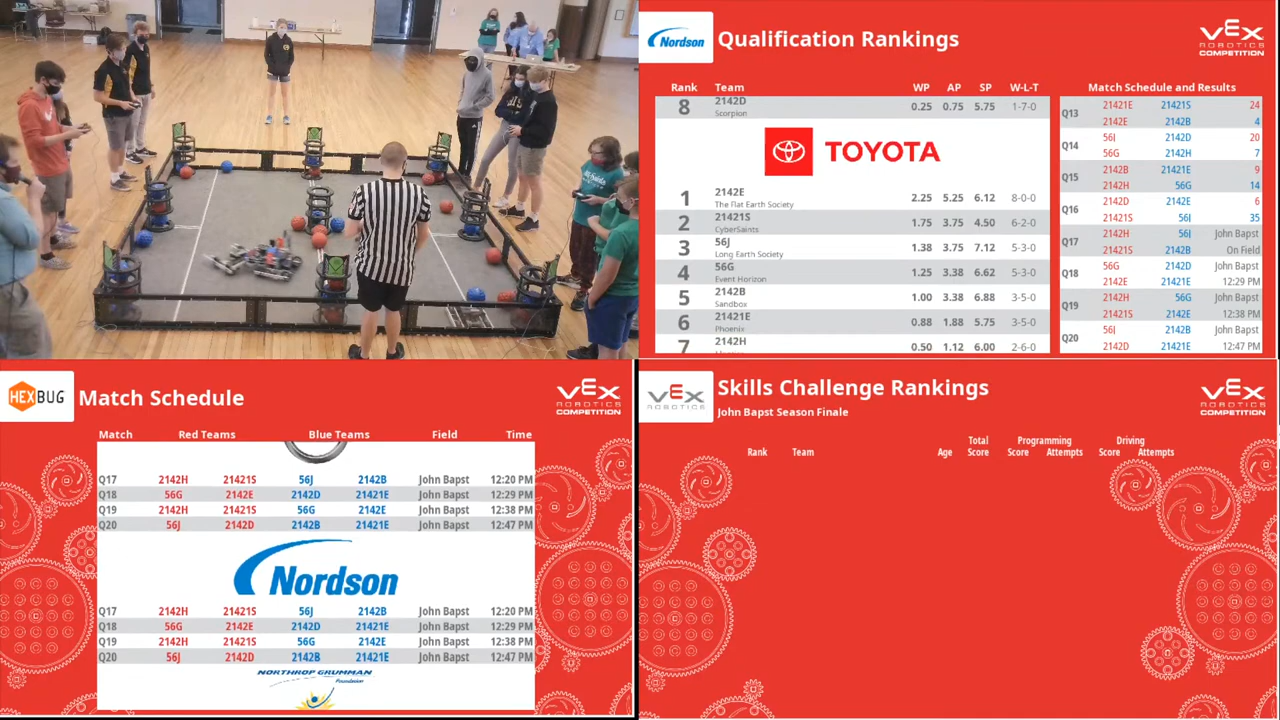 Nordson
Qualification Rankings
VEX
ROBOTICS
COMPETITION
Rank Team WP AP SP W-L-T
8 2142D 0.25 0.75 5.75 1-7-0
Scorpion
TOYOTA
1 2142E 2.25 5.25 6.12 8-0-0
The Flat Earth Society
2 21421S 1.75 3.75 4.50 6-2-0
CyberSaints
3 56J 1.38 3.75 7.12 5-3-0
Long Earth Society
4 56G 1.25 3.38 6.62 5-3-0
Event Horizon
5 2142B 1.00 3.38 6.88 3-5-0
Sandbox
6 21421E 0.88 1.88 5.75 3-5-0
Phoenix
7 2142H 0.50 1.12 6.00 2-6-0
Match Schedule and Results
Q13 21421E 21421S 24
2142E 2142B 4
Q14 56J 2142D 20
56G 2142H 7
Q15 2142B 21421E 9
2142H 56G 14
Q16 2142D 2142E 6
21421S 56J 35
Q17 2142H 56J John Bapst
21421S 2142B On Field
Q18 56G 2142D John Bapst
2142E 21421E 12:29 PM
Q19 2142H 56G John Bapst
21421S 2142E 12:38 PM
Q20 56J 2142B John Bapst
2142D 21421E 12:47 PM
HEXBUG
Match Schedule
VEX
ROBOTICS
COMPETITION
Match Red Teams Blue Teams Field Time
Q17 2142H 21421S 56J 2142B John Bapst 12:20 PM
Q18 56G 2142E 2142D 21421E John Bapst 12:29 PM
Q19 2142H 21421S 56G 2142E John Bapst 12:38 PM
Q20 56J 2142D 2142B 21421E John Bapst 12:47 PM
Nordson
Q17 2142H 21421S 56J 2142B John Bapst 12:20 PM
Q18 56G 2142E 2142D 21421E John Bapst 12:29 PM
Q19 2142H 21421S 56G 2142E John Bapst 12:38 PM
Q20 56J 2142D 2142B 21421E John Bapst 12:47 PM
NORTHROP GRUMMAN
Foundation
VEX
ROBOTICS
Skills Challenge Rankings
John Bapst Season Finale
VEX
ROBOTICS
COMPETITION
Total Programming Driving
Rank Team Age Score Score Attempts Score Attempts